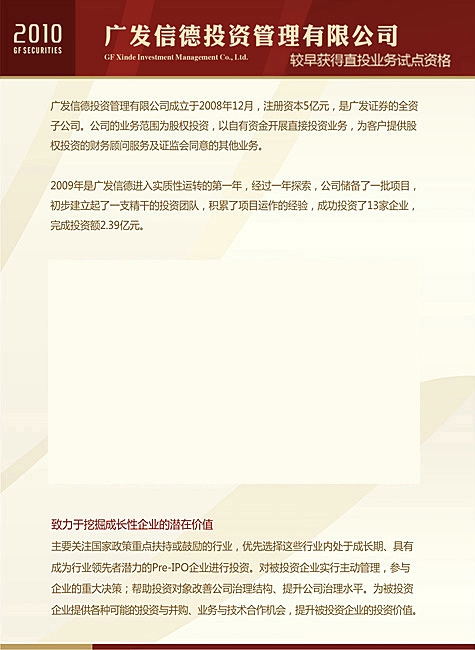 2010
GF SECURITIES
广发信德投资管理有限公司
GF Xinde Investment Management Co., Ltd.
较早获得直投业务试点资格
广发信德投资管理有限公司成立于2008年12月，注册资本5亿元，是广发证券的全资
子公司。公司的业务范围为股权投资，以自有资金开展直接投资业务，为客户提供股
权投资的财务顾问服务及证监会同意的其他业务。
2009年是广发信德进入实质性运转的第一年，经过一年探索，公司储备了一批项目，
初步建立起了一支精干的投资团队，积累了项目运作的经验，成功投资了13家企业，
完成投资额2.39亿元。
致力于挖掘成长性企业的潜在价值
主要关注国家政策重点扶持或鼓励的行业，优先选择这些行业内处于成长期、具有
成为行业领先者潜力的Pre-IPO企业进行投资。对被投资企业实行主动管理，参与
企业的重大决策；帮助投资对象改善公司治理结构、提升公司治理水平。为被投资
企业提供各种可能的投资与并购、业务与技术合作机会，提升被投资企业的投资价值。